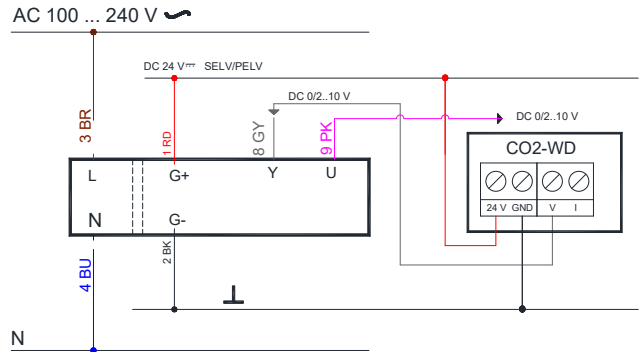 AC 100 ... 240 V
DC 24 V SELV/PELV
DC 0/2..10 V
DC 0/2..10 V
3 BR
1 RD
8 GY
9 PK
CO2-WD
L
G+
Y
U
24 V GND V I
N
G-
4 BU
2 BK
N